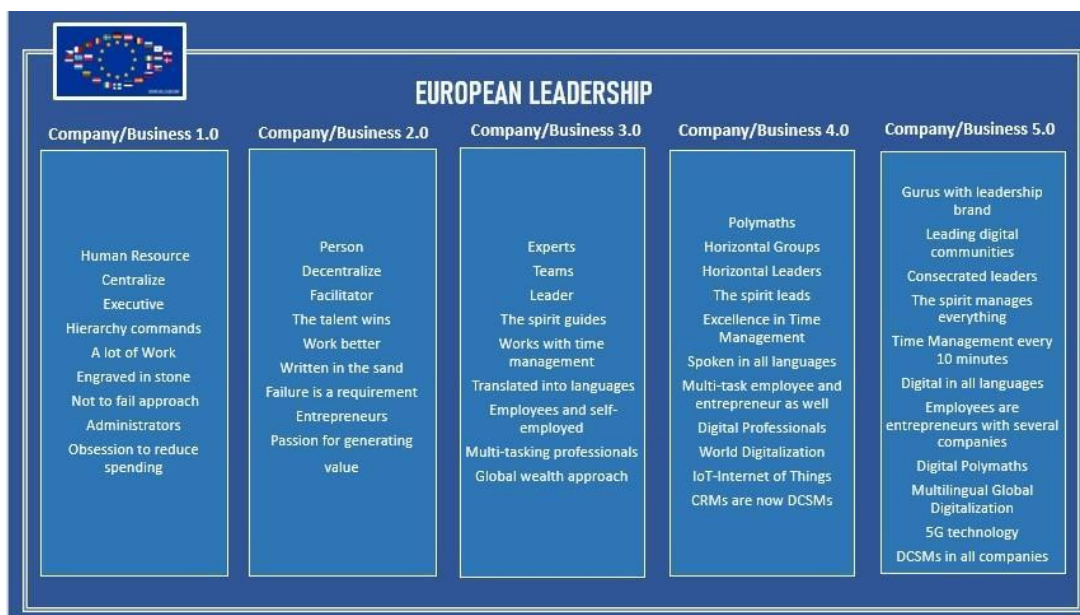 EUROPEAN LEADERSHIP
Company/Business 1.0
Human Resource
Centralize
Executive
Hierarchy commands
A lot of Work
Engraved in stone
Not to fail approach
Administrators
Obsession to reduce
spending
Company/Business 2.0
Person
Decentralize
Facilitator
The talent wins
Work better
Written in the sand
Failure is a requirement
Entrepreneurs
Passion for generating
value
Company/Business 3.0
Experts
Teams
Leader
The spirit guides
Works with time
management
Translated into languages
Employees and self-
employed
Multi-tasking professionals
Global wealth approach
Company/Business 4.0
Polymaths
Horizontal Groups
Horizontal Leaders
The spirit leads
Excellence in Time
Management
Spoken in all languages
Multi-task employee and
entrepreneur as well
Digital Professionals
World Digitalization
IoT-Internet of Things
CRMs are now DCSMs
Company/Business 5.0
Gurus with leadership
brand
Leading digital
communities
Consecrated leaders
The spirit manages
everything
Time Management every
10 minutes
Digital in all languages
Employees are
entrepreneurs with several
companies
Digital Polymaths
Multilingual Global
Digitalization
5G technology
DCSMs in all companies